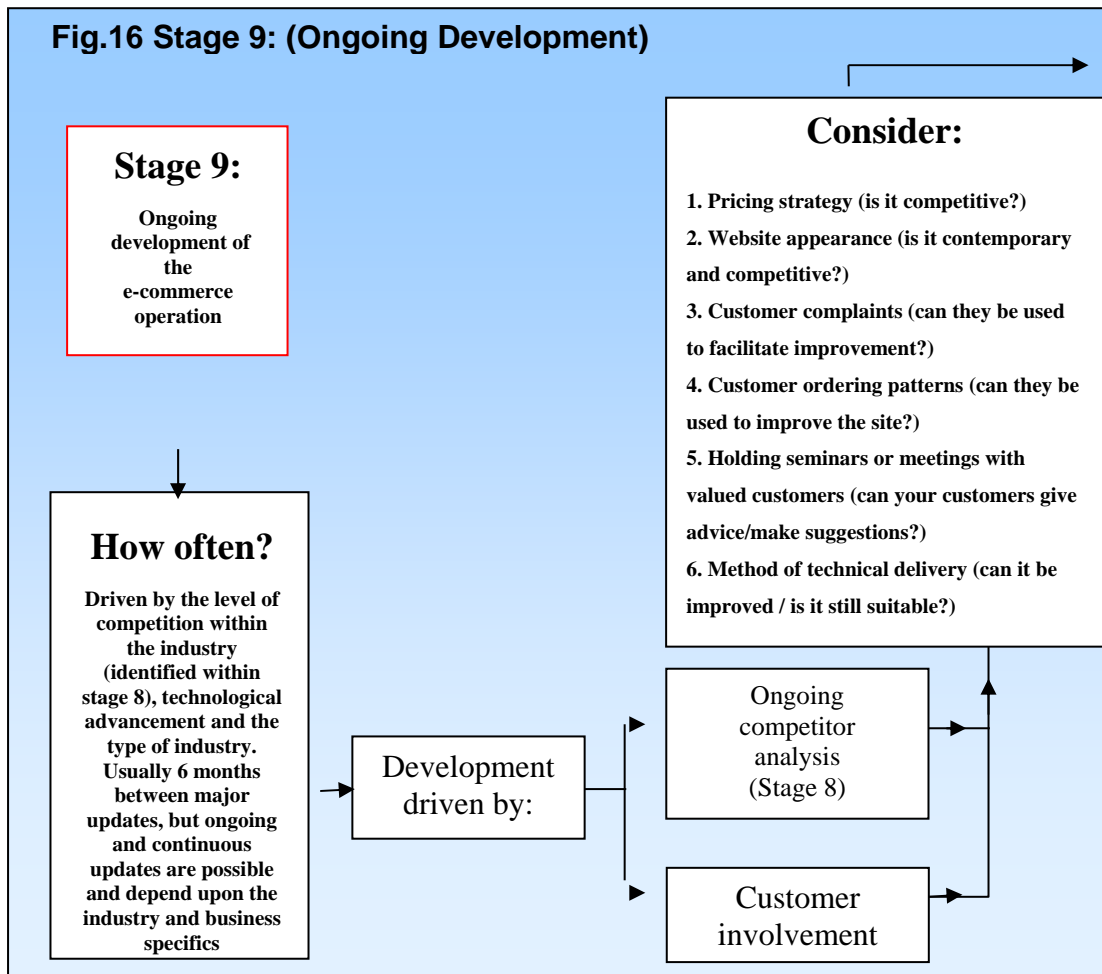 Fig.16 Stage 9: (Ongoing Development)
Stage 9:
Ongoing
development of
the
e-commerce
operation
How often?
Driven by the level of
competition within
the industry
(identified within
stage 8), technological
advancement and the
type of industry.
Usually 6 months
between major
updates, but ongoing
and continuous
updates are possible
and depend upon the
industry and business
specifics
Development
driven by:
Ongoing
competitor
analysis
(Stage 8)
Customer
involvement
Consider:
1. Pricing strategy (is it competitive?)
2. Website appearance (is it contemporary
and competitive?)
3. Customer complaints (can they be used
to facilitate improvement?)
4. Customer ordering patterns (can they be
used to improve the site?)
5. Holding seminars or meetings with
valued customers (can your customers give
advice/make suggestions?)
6. Method of technical delivery (can it be
improved / is it still suitable?)